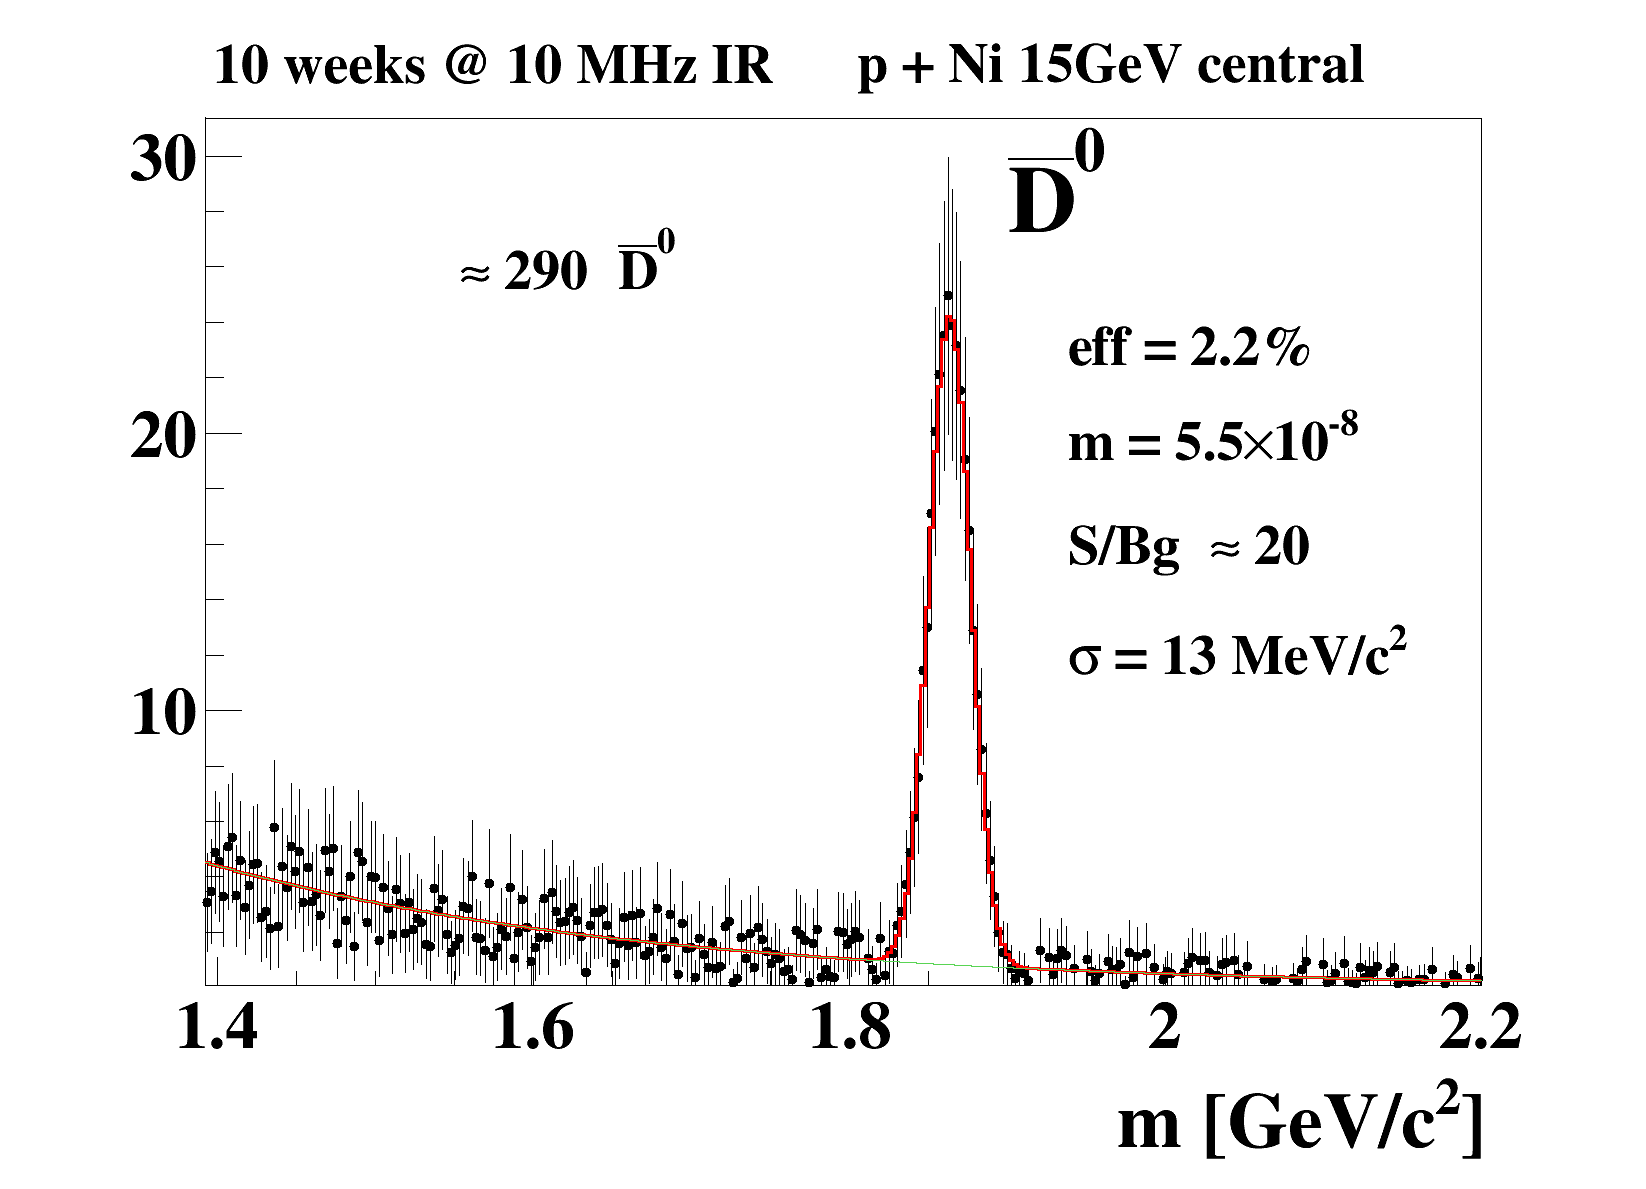 10 weeks @ 10 MHz IR p + Ni 15GeV central
30
20
10
D̅⁰
≈ 290 D̅⁰
eff = 2.2%
m = 5.5×10⁻⁸
S/Bg ≈ 20
σ = 13 MeV/c²
1.4 1.6 1.8 2 2.2
m [GeV/c²]